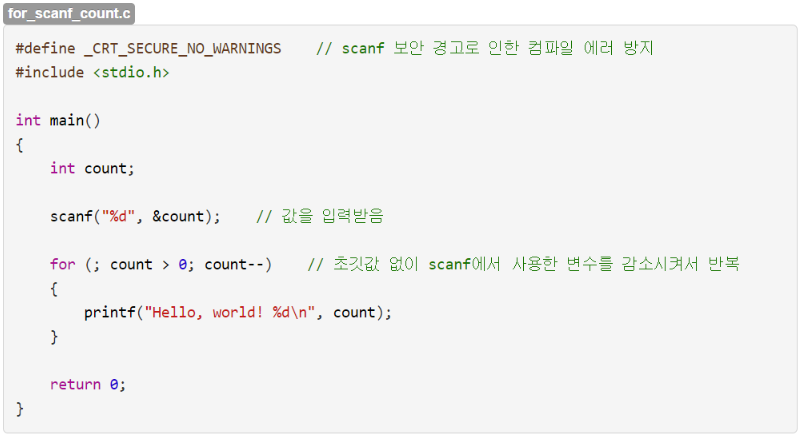 for_scanf_count.c
#define _CRT_SECURE_NO_WARNINGS    // scanf 보안 경고로 인한 컴파일 에러 방지
#include <stdio.h>

int main()
{
    int count;

    scanf("%d", &count);    // 값을 입력받음

    for (; count > 0; count--)    // 초깃값 없이 scanf에서 사용한 변수를 감소시켜서 반복
    {
        printf("Hello, world! %d\n", count);
    }

    return 0;
}